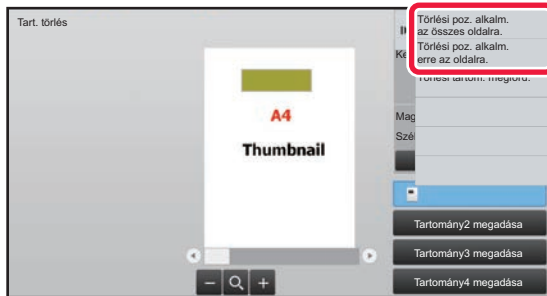 Tart. törlés
Törlési poz. alkalm.
az összes oldalra.
Törlési poz. alkalm.
erre az oldalra.
Törlési tartom. megford.
A4
Thumbnail
Tartomány2 megadása
Tartomány3 megadása
Tartomány4 megadása